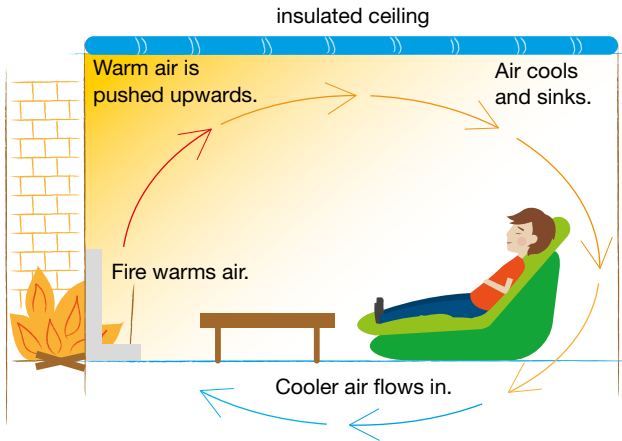 insulated ceiling
Warm air is
pushed upwards.
Air cools
and sinks.
Fire warms air.
Cooler air flows in.